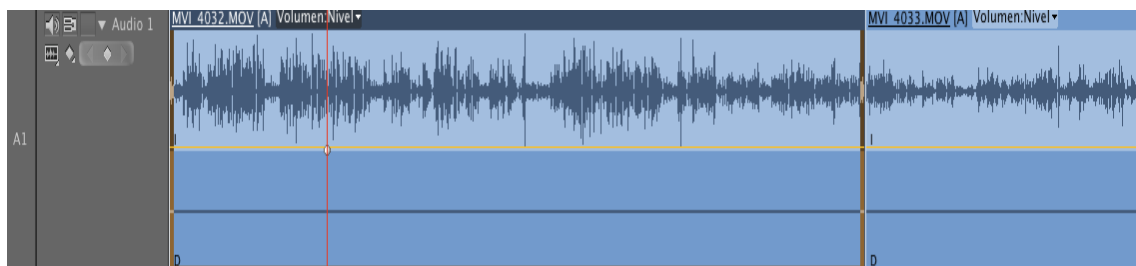 MVI_4032.MOV [A] Volumen:Nivel
MVI_4033.MOV [A] Volumen:Nivel
Audio 1
A1
I
I
D
D